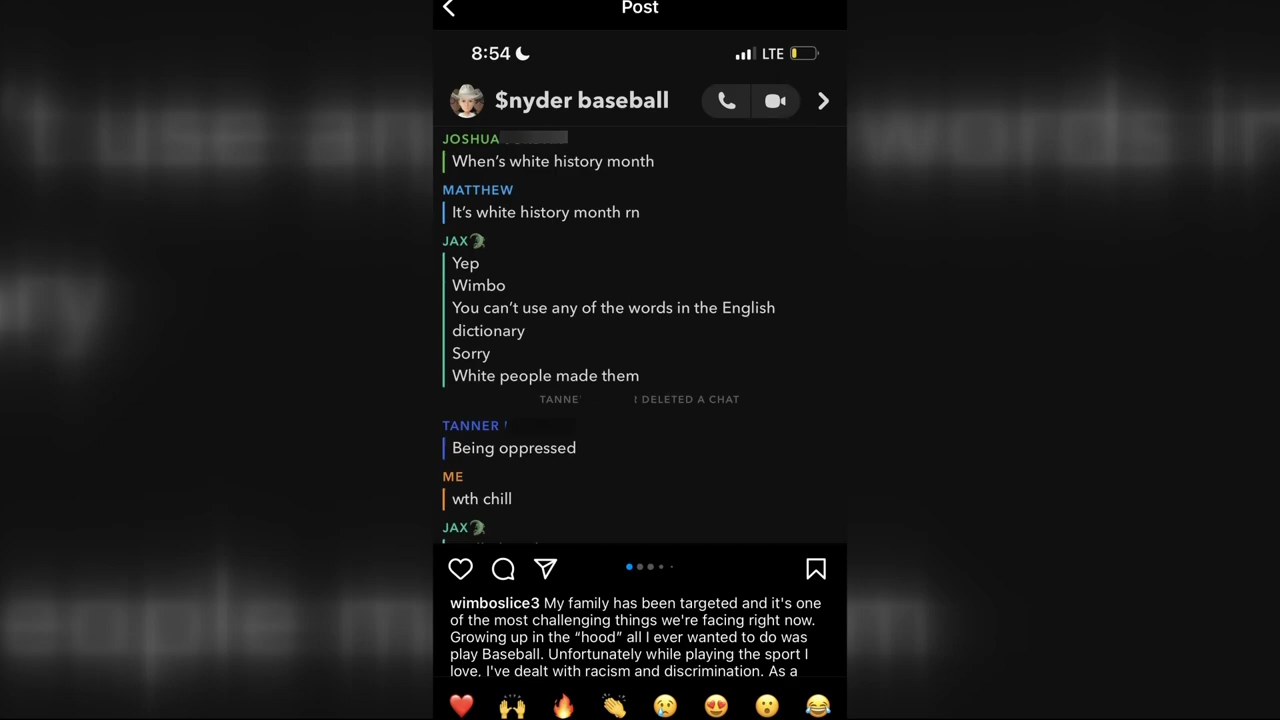 Post
8:54
LTE
$nyder baseball
JOSHUA
When's white history month
MATTHEW
It's white history month rn
JAX
Yep
Wimbo
You can't use any of the words in the English
dictionary
Sorry
White people made them
TANNE DELETED A CHAT
TANNER
Being oppressed
ME
wth chill
JAX
wimboslice3 My family has been targeted and it's one
of the most challenging things we're facing right now.
Growing up in the “hood” all I ever wanted to do was
play Baseball. Unfortunately while playing the sport I
love, I've dealt with racism and discrimination. As a